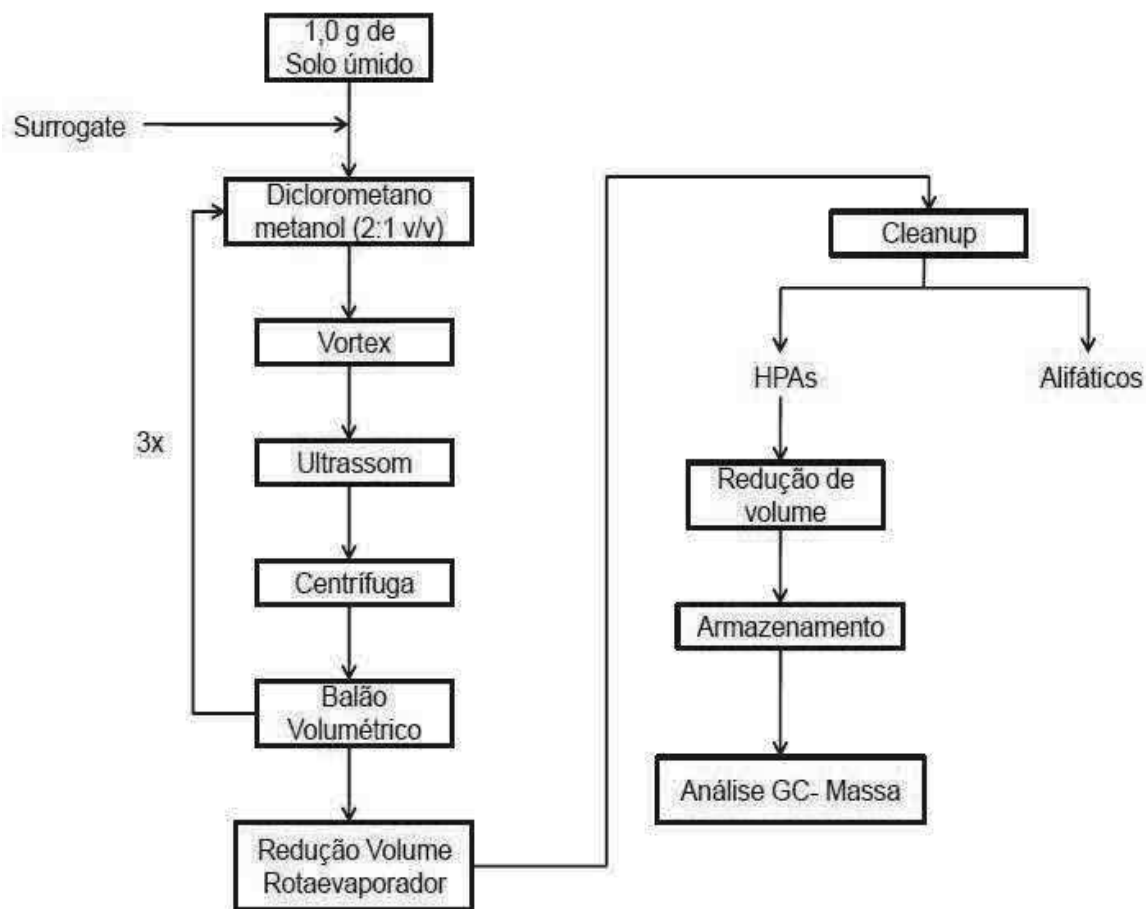 1,0 g de
Solo úmido
Surrogate
Diclorometano
metanol (2:1 v/v)
Vortex
3x
Ultrassom
Centrífuga
Balão
Volumétrico
Redução Volume
Rotaevaporador
Cleanup
HPAs
Alifáticos
Redução de
volume
Armazenamento
Análise GC- Massa